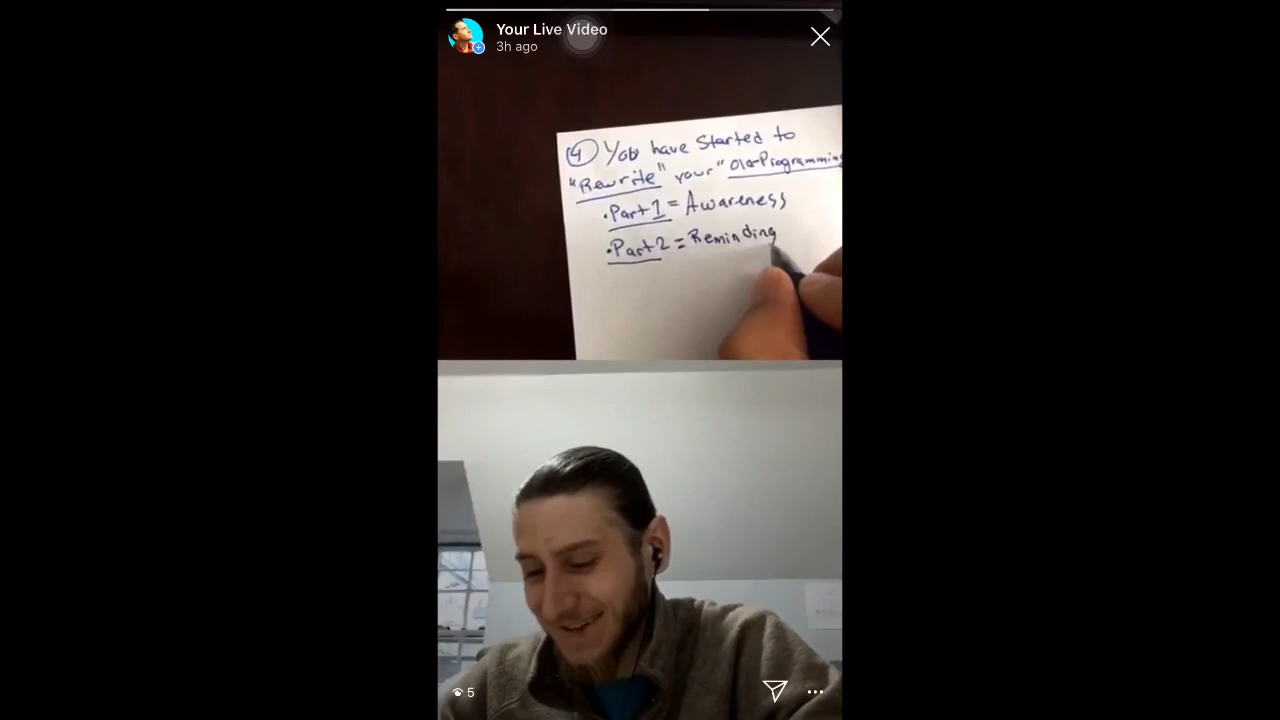 Your Live Video
3h ago
4 You have Started to
"Rewrite" your "Old-Programming
•Part 1 = Awareness
•Part 2 = Reminding
5